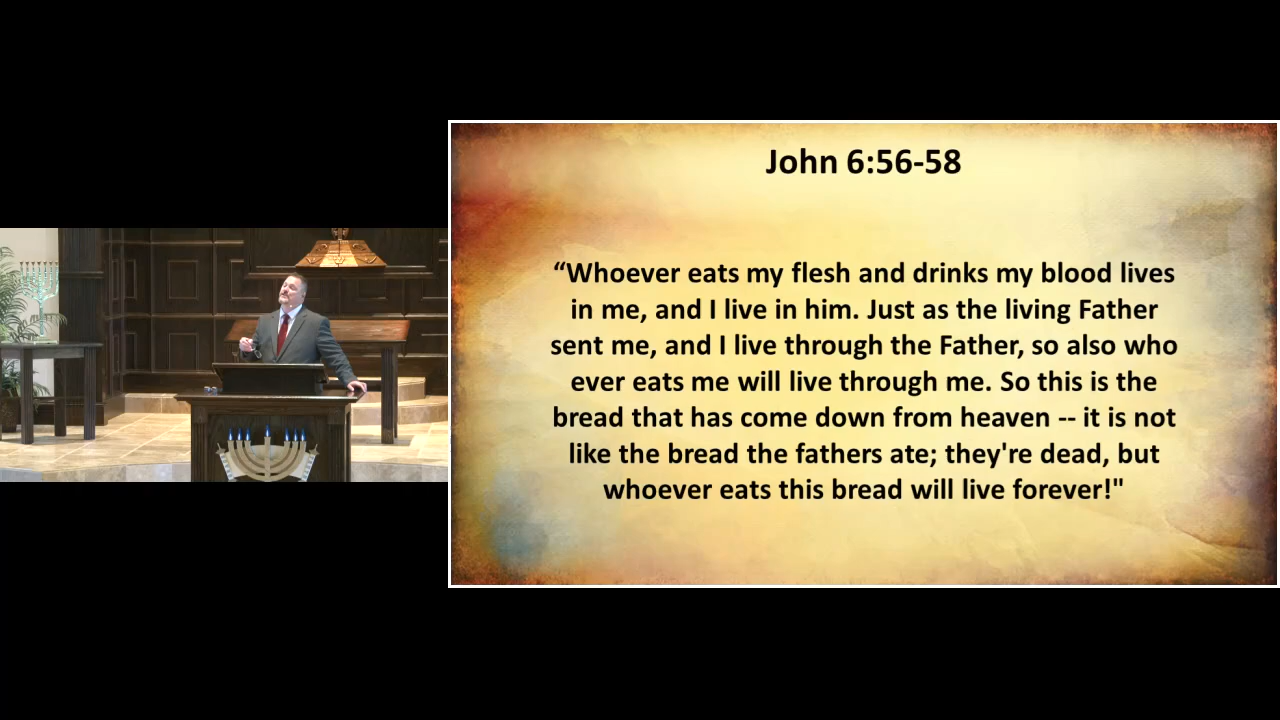 John 6:56-58
“Whoever eats my flesh and drinks my blood lives
in me, and I live in him. Just as the living Father
sent me, and I live through the Father, so also who
ever eats me will live through me. So this is the
bread that has come down from heaven -- it is not
like the bread the fathers ate; they're dead, but
whoever eats this bread will live forever!"